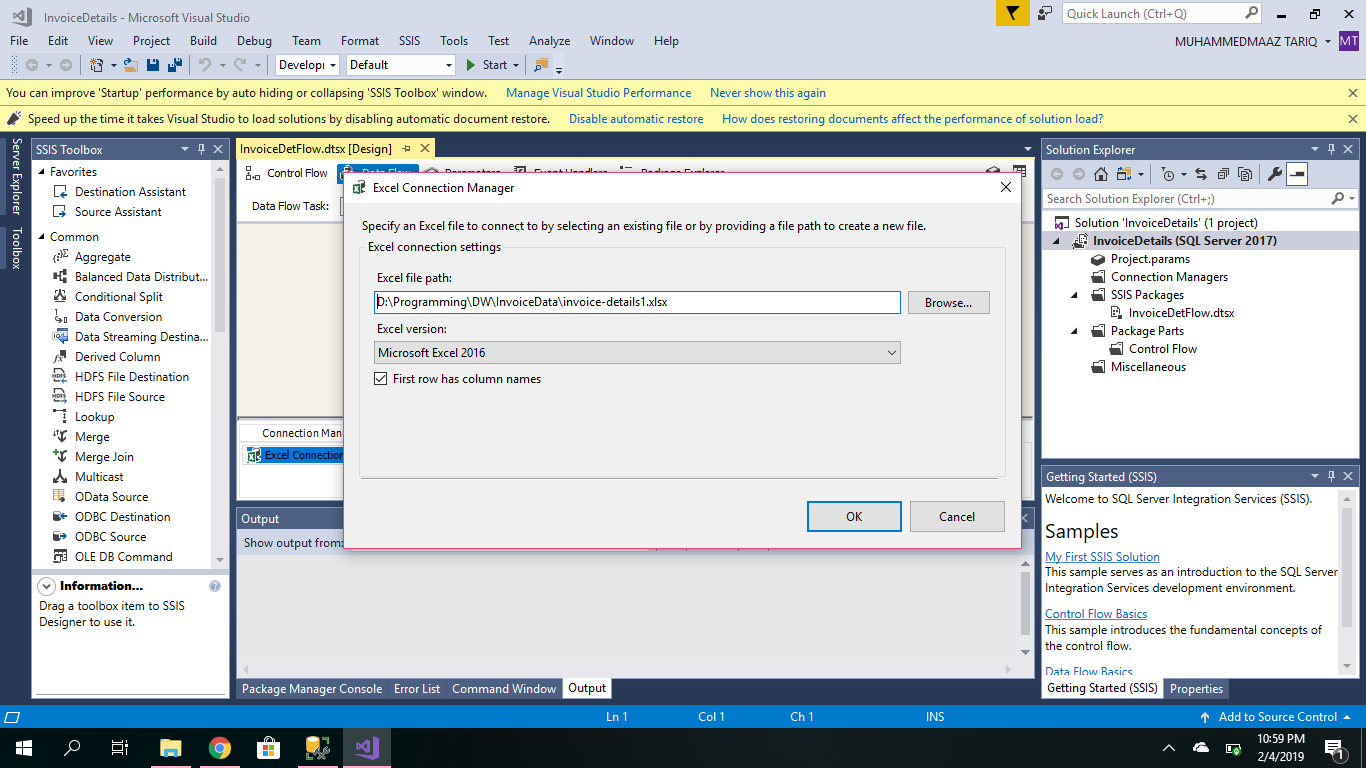 InvoiceDetails - Microsoft Visual Studio
Quick Launch (Ctrl+Q)
File Edit View Project Build Debug Team Format SSIS Tools Test Analyze Window Help
MUHAMMEDMAAZ TARIQ MT
Develop Default Start
You can improve 'Startup' performance by auto hiding or collapsing 'SSIS Toolbox' window. Manage Visual Studio Performance Never show this again
Speed up the time it takes Visual Studio to load solutions by disabling automatic document restore. Disable automatic restore How does restoring documents affect the performance of solution load?
Server Explorer
Toolbox
SSIS Toolbox
Favorites
Destination Assistant
Source Assistant
Common
Aggregate
Balanced Data Distribut...
Conditional Split
Data Conversion
Data Streaming Destina...
Derived Column
HDFS File Destination
HDFS File Source
Lookup
Merge
Merge Join
Multicast
OData Source
ODBC Destination
ODBC Source
OLE DB Command
Information...
Drag a toolbox item to SSIS
Designer to use it.
InvoiceDetFlow.dtsx [Design]
Control Flow Data Flow Parameters Event Handlers Package Explorer
Data Flow Task:
Connection Man
Excel Connection
Excel Connection Manager
Specify an Excel file to connect to by selecting an existing file or by providing a file path to create a new file.
Excel connection settings
Excel file path:
D:\Programming\DW\InvoiceData\invoice-details1.xlsx
Browse...
Excel version:
Microsoft Excel 2016
First row has column names
OK Cancel
Output
Show output from:
Package Manager Console Error List Command Window Output
Solution Explorer
Search Solution Explorer (Ctrl+;)
Solution 'InvoiceDetails' (1 project)
InvoiceDetails (SQL Server 2017)
Project.params
Connection Managers
SSIS Packages
InvoiceDetFlow.dtsx
Package Parts
Control Flow
Miscellaneous
Getting Started (SSIS)
Welcome to SQL Server Integration Services (SSIS).
Samples
My First SSIS Solution
This sample serves as an introduction to the SQL Server
Integration Services development environment.
Control Flow Basics
This sample introduces the fundamental concepts of
the control flow.
Data Flow Basics
Getting Started (SSIS) Properties
Ln 1 Col 1 Ch 1 INS Add to Source Control
10:59 PM
2/4/2019
1